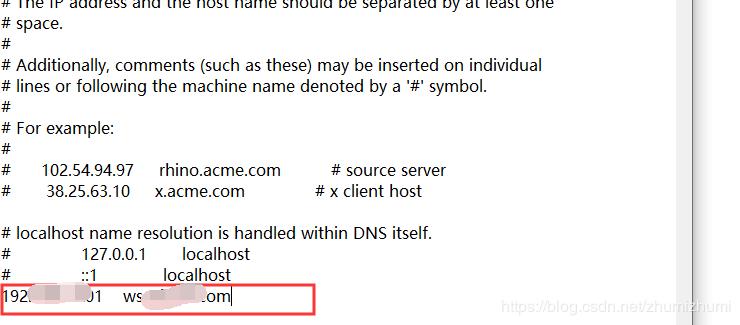 # The IP address and the host name should be separated by at least one
# space.
#
# Additionally, comments (such as these) may be inserted on individual
# lines or following the machine name denoted by a '#' symbol.
#
# For example:
#
# 102.54.94.97 rhino.acme.com # source server
# 38.25.63.10 x.acme.com # x client host
# localhost name resolution is handled within DNS itself.
# 127.0.0.1 localhost
# ::1 localhost
192. 01 ws .com
https://blog.csdn.net/zhumizhumi